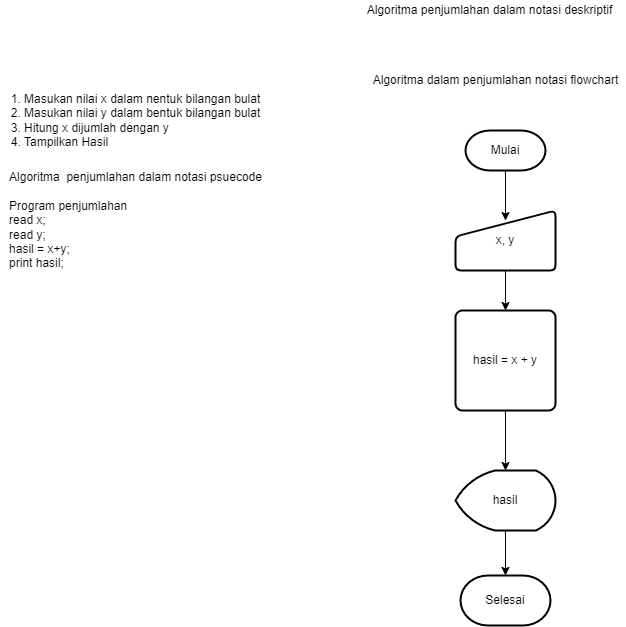 Algoritma penjumlahan dalam notasi deskriptif
1. Masukan nilai x dalam nentuk bilangan bulat
2. Masukan nilai y dalam bentuk bilangan bulat
3. Hitung x dijumlah dengan y
4. Tampilkan Hasil
Algoritma  penjumlahan dalam notasi psuecode
Program penjumlahan
read x;
read y;
hasil = x+y;
print hasil;
Algoritma dalam penjumlahan notasi flowchart
Mulai
x, y
hasil = x + y
hasil
Selesai